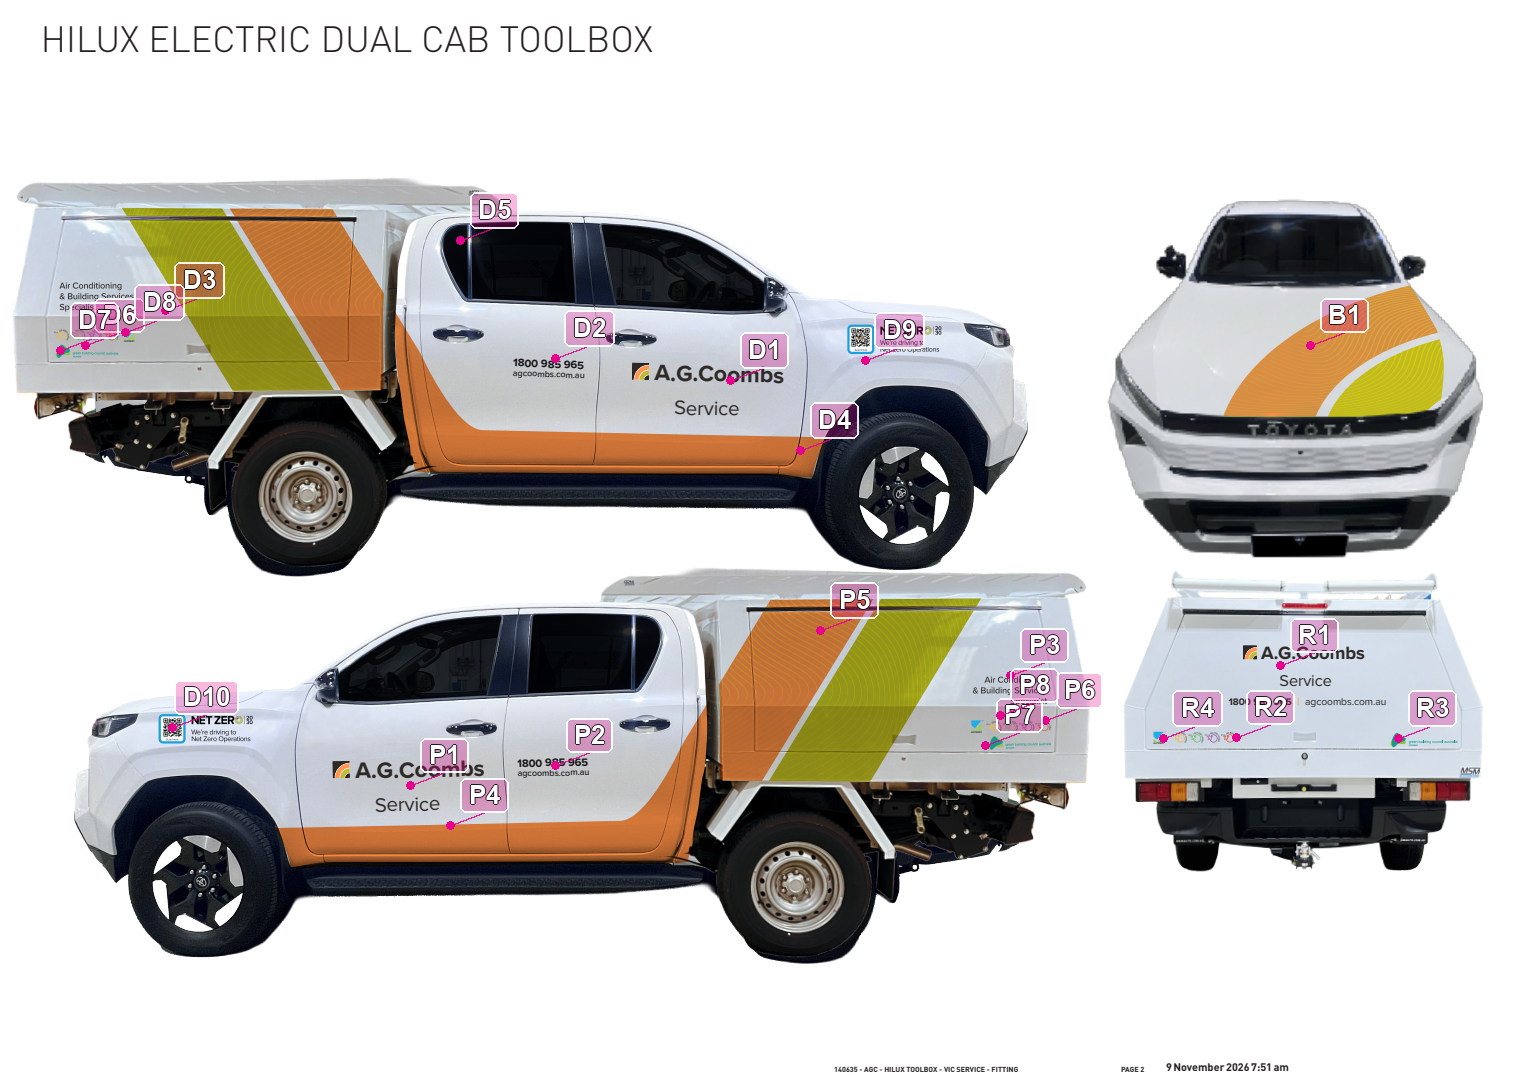 HILUX ELECTRIC DUAL CAB TOOLBOX
D5
D3
D8
D6
D7
Air Conditioning
& Building Services
D2
D1
D9
D4
1800 985 965
agcoombs.com.au
A.G.Coombs
Service
We're driving to
Net Zero Operations
B1
TOYOTA
P5
P3
P8
P6
P7
D10
NET ZERO
We're driving to
Net Zero Operations
P1
P2
P4
A.G.Coombs
Service
1800 985 965
agcoombs.com.au
& Building
R1
A.G.Coombs
Service
agcoombs.com.au
R4
R2
R3
MSM
140635 - AGC - HILUX TOOLBOX - VIC SERVICE - FITTING
PAGE 2
9 November 2026 7:51 am